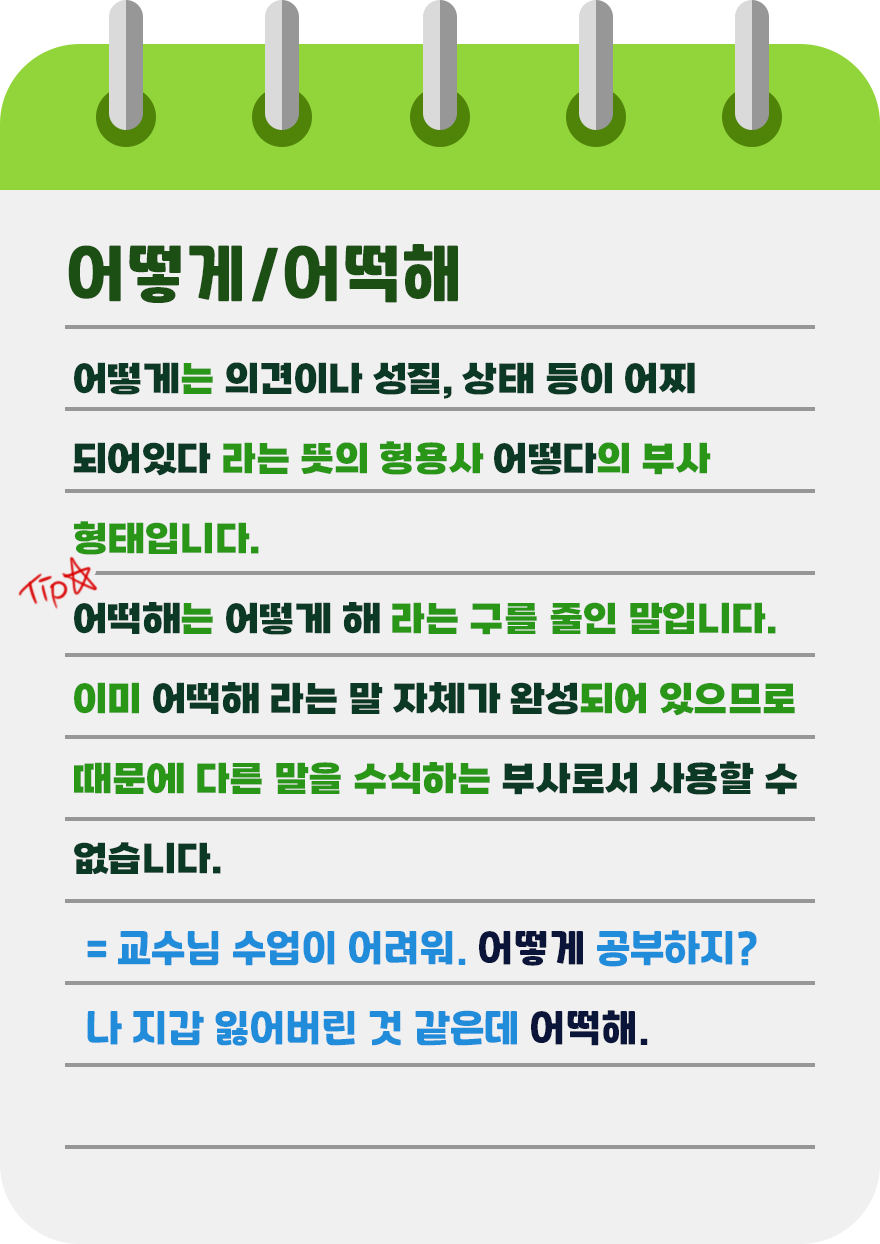 어떻게/어떡해
어떻게는 의견이나 성질, 상태 등이 어찌
되어있다 라는 뜻의 형용사 어떻다의 부사
형태입니다.
Tip☆
어떡해는 어떻게 해 라는 구를 줄인 말입니다.
이미 어떡해 라는 말 자체가 완성되어 있으므로
때문에 다른 말을 수식하는 부사로서 사용할 수
없습니다.
= 교수님 수업이 어려워. 어떻게 공부하지?
나 지갑 잃어버린 것 같은데 어떡해.